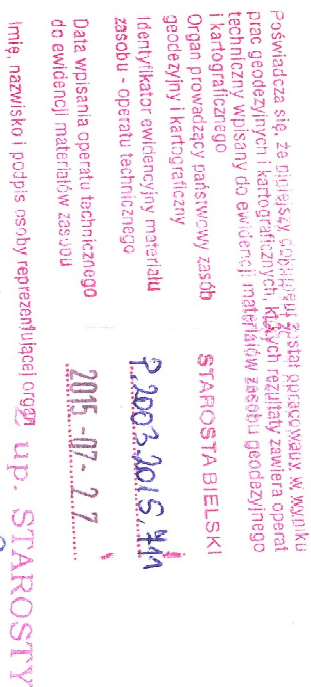 Poświadcza się, że niniejszy dokument został opracowany w wyniku
prac geodezyjnych i kartograficznych, których rezultaty zawiera operat
techniczny wpisany do ewidencji materiałów zasobu geodezyjnego
i kartograficznego
Organ prowadzący państwowy zasób
geodezyjny i kartograficzny
STAROSTA BIELSKI
Identyfikator ewidencyjny materiału
zasobu - operatu technicznego
P.2003.2015.711
Data wpisania operatu technicznego
do ewidencji materiałów zasobu
2015 -07- 2 7
Imię, nazwisko i podpis osoby reprezentującej organ
z up. STAROSTY